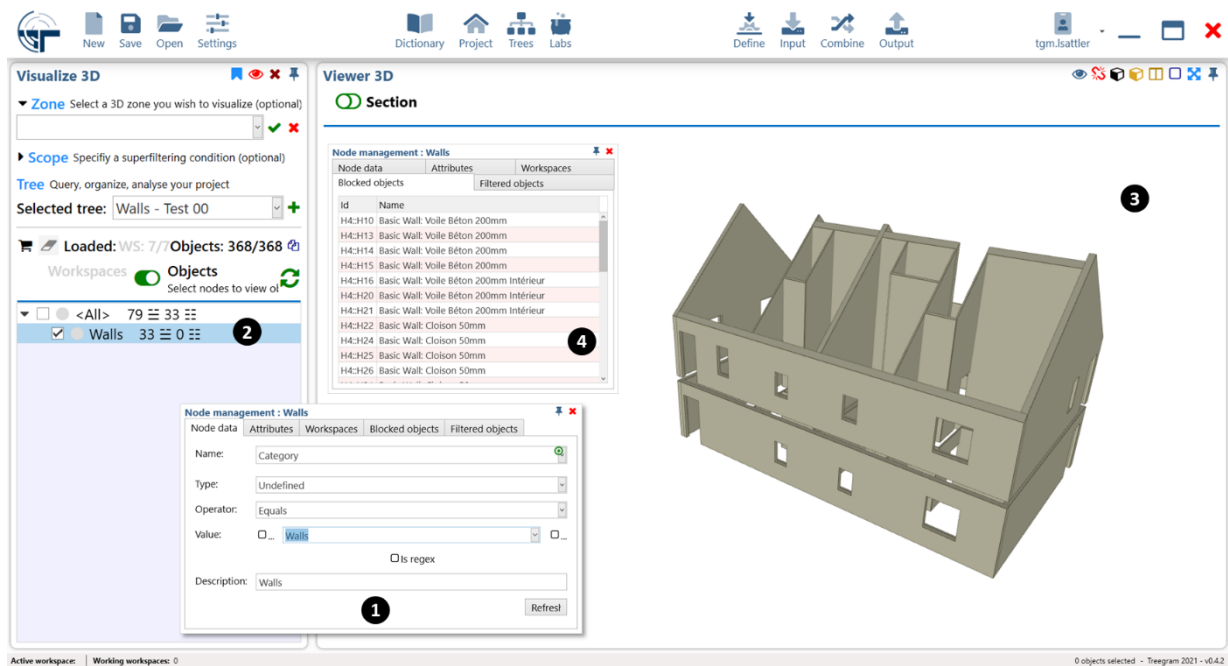 New Save Open Settings
Dictionary Project Trees Labs
Define Input Combine Output
tgm.lsattler
Visualize 3D
Zone Select a 3D zone you wish to visualize (optional)
Scope Specifiy a superfiltering condition (optional)
Tree Query, organize, analyse your project
Selected tree: Walls - Test 00
Loaded: WS: 7/7 Objects: 368/368
Workspaces Objects
Select nodes to view ol
<All> 79 33
Walls 33 0
2
Viewer 3D
Section
Node management : Walls
Node data Attributes Workspaces
Blocked objects Filtered objects
Id Name
H4::H10 Basic Wall: Voile Béton 200mm
H4::H13 Basic Wall: Voile Béton 200mm
H4::H14 Basic Wall: Voile Béton 200mm
H4::H15 Basic Wall: Voile Béton 200mm
H4::H16 Basic Wall: Voile Béton 200mm Intérieur
H4::H20 Basic Wall: Voile Béton 200mm Intérieur
H4::H21 Basic Wall: Voile Béton 200mm Intérieur
H4::H22 Basic Wall: Cloison 50mm
H4::H24 Basic Wall: Cloison 50mm
H4::H25 Basic Wall: Cloison 50mm
H4::H26 Basic Wall: Cloison 50mm
4
3
Node management : Walls
Node data Attributes Workspaces Blocked objects Filtered objects
Name: Category
Type: Undefined
Operator: Equals
Value: ... Walls ...
Is regex
Description: Walls
1
Refresh
Active workspace: Working workspaces: 0
0 objects selected - Treegram 2021 - v0.4.2